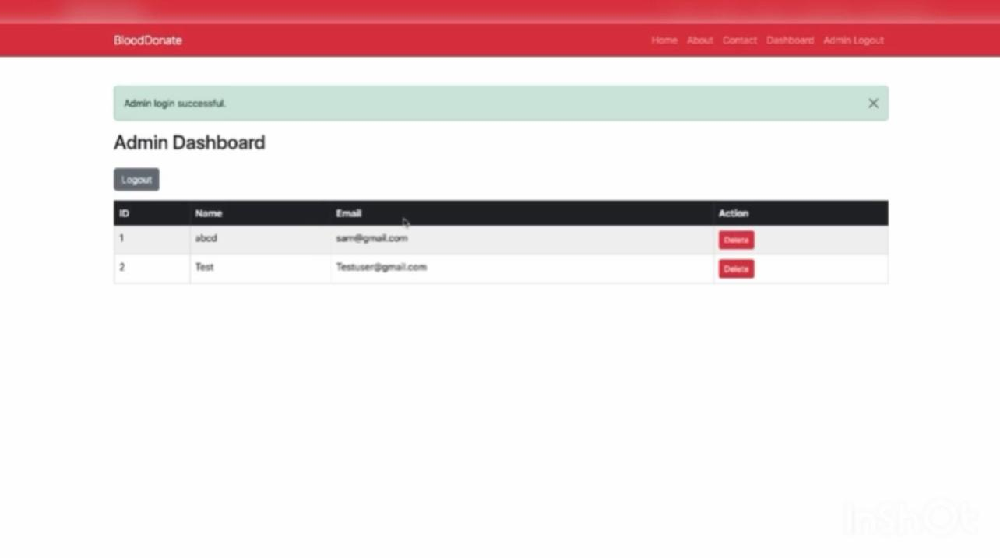 BloodDonate Home About Contact Dashboard Admin Logout
Admin login successful.
Admin Dashboard
Logout
ID Name Email Action
1 abcd sam@gmail.com Delete
2 Test Testuser@gmail.com Delete
InShOt